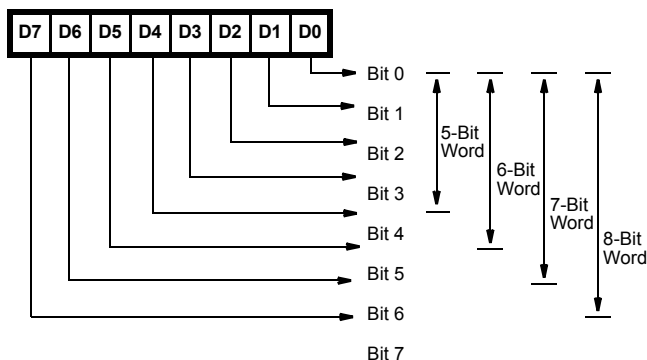 D7 D6 D5 D4 D3 D2 D1 D0
Bit 0
Bit 1
Bit 2
Bit 3
Bit 4
Bit 5
Bit 6
Bit 7
5-Bit
Word
6-Bit
Word
7-Bit
Word
8-Bit
Word